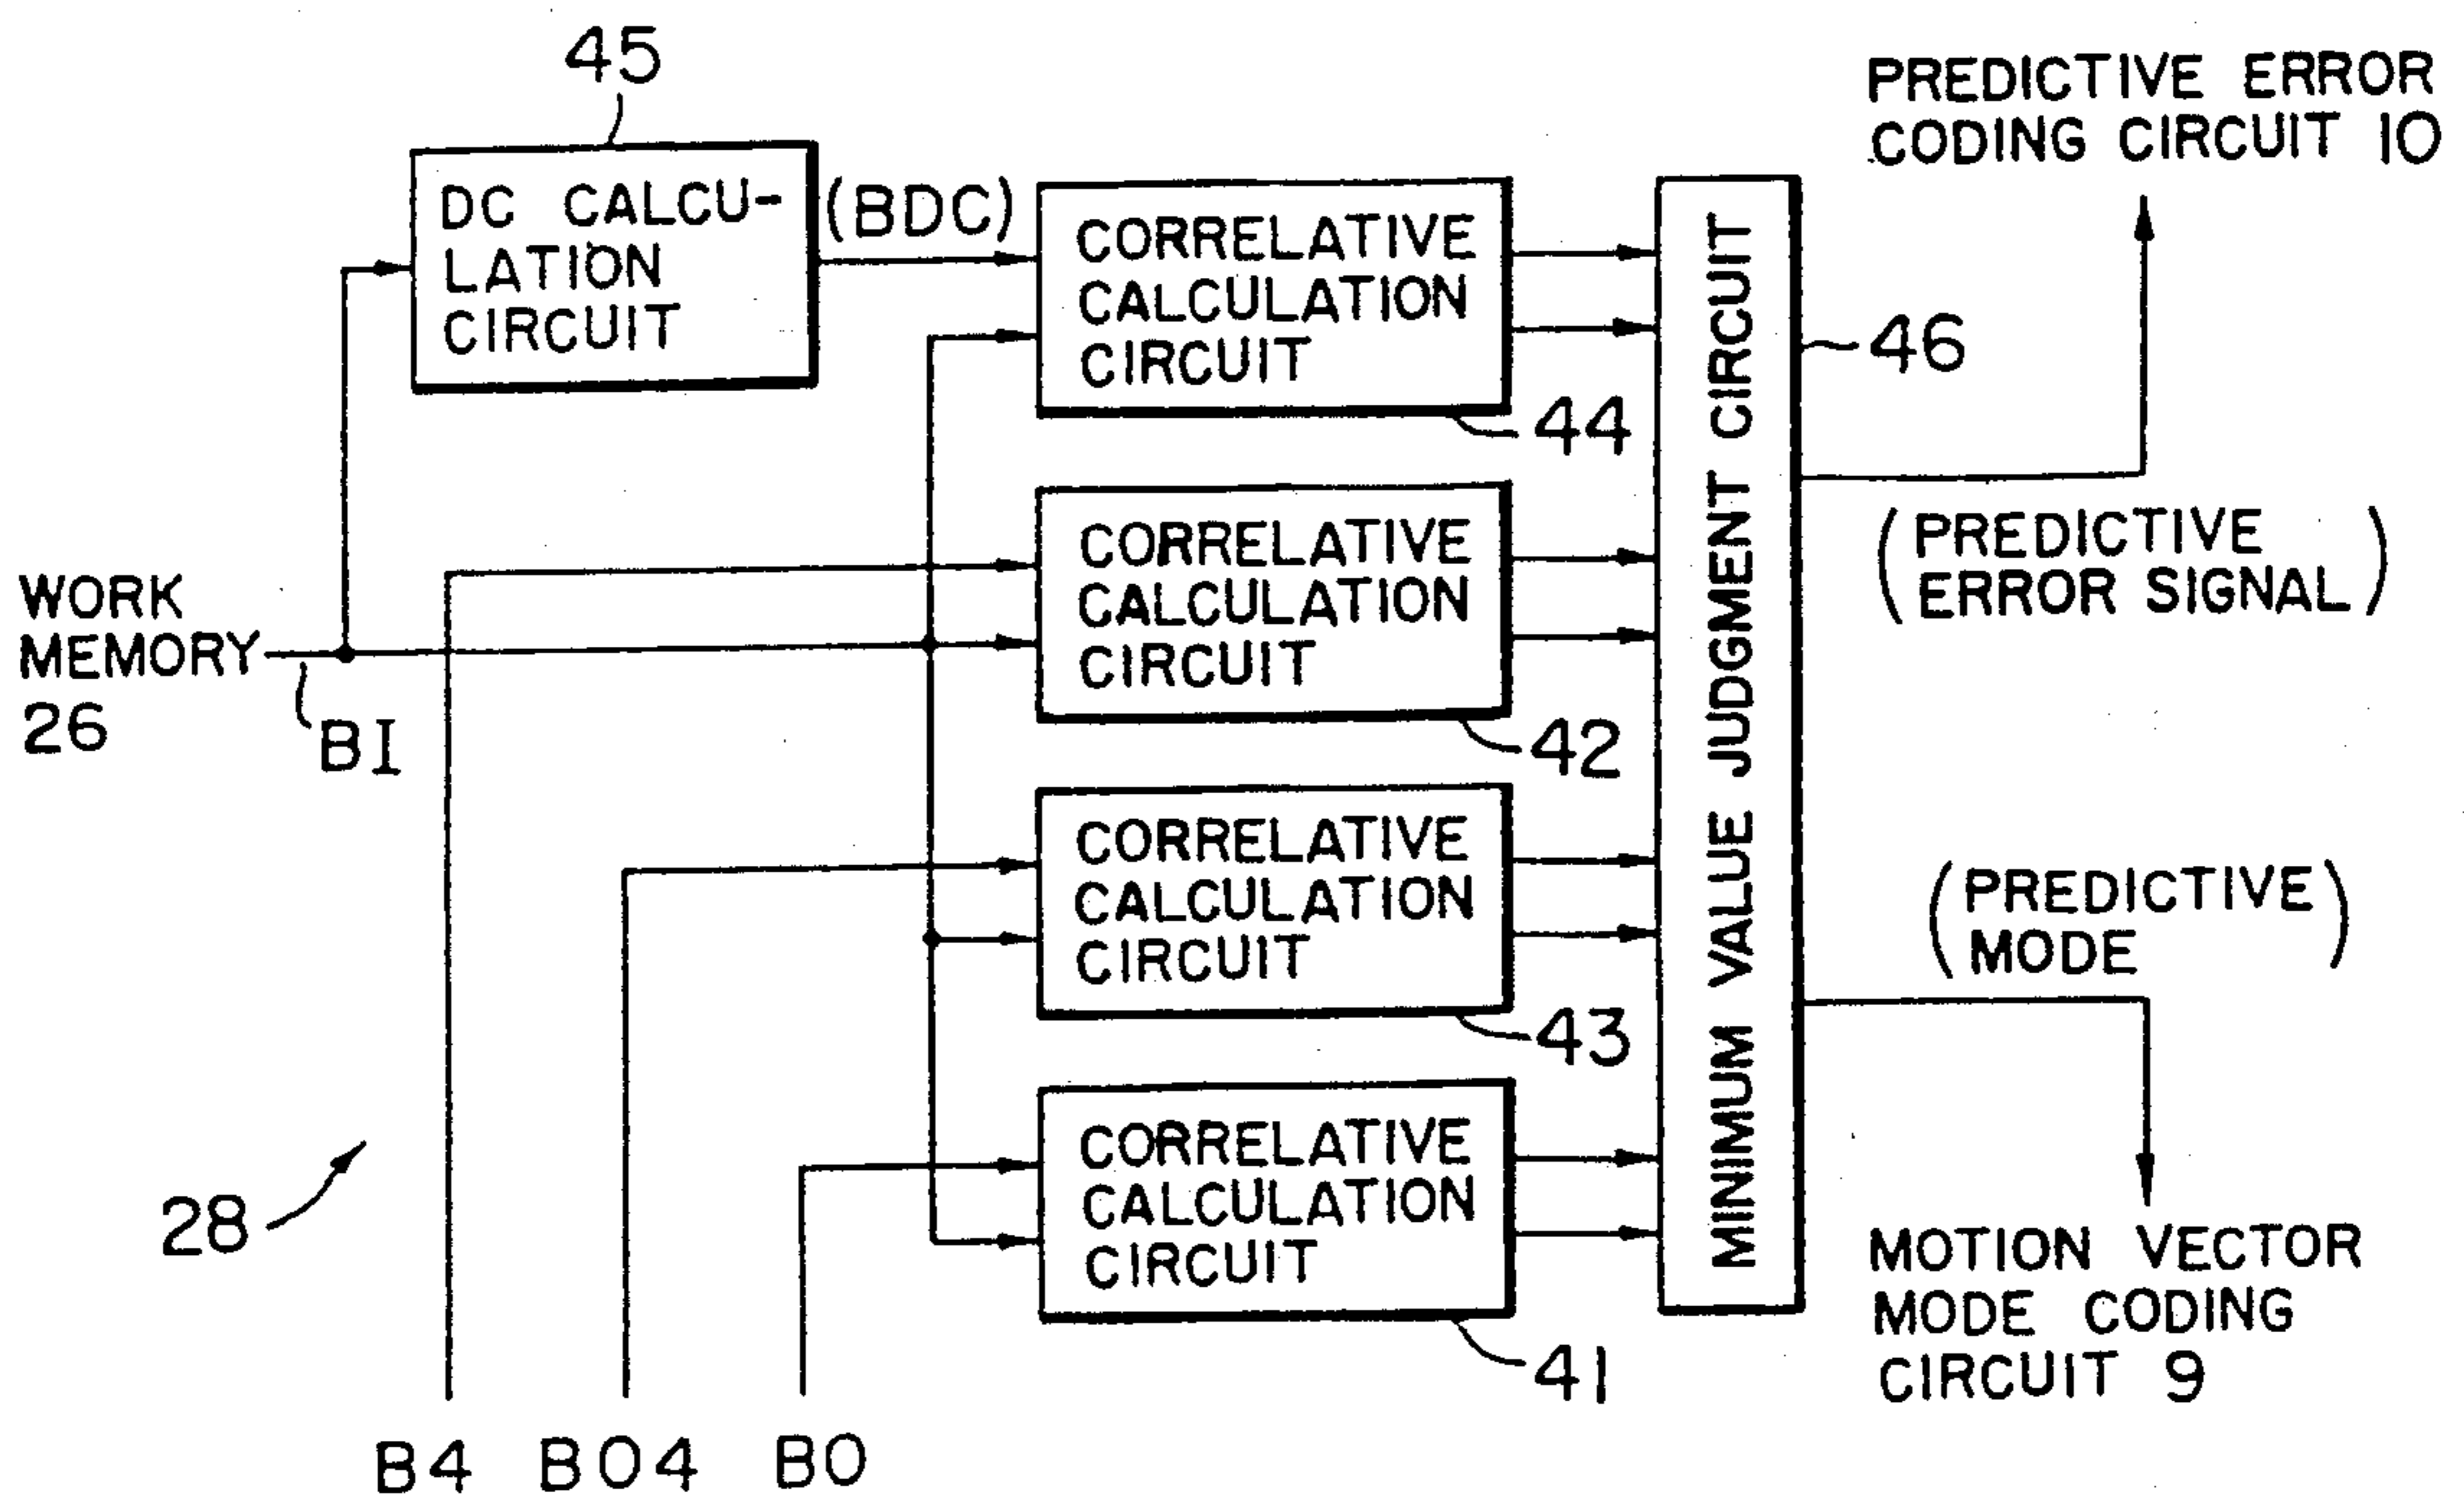 45
PREDICTIVE ERROR
CODING CIRCUIT 10
DC CALCU-
LATION
CIRCUIT
(BDC)
CORRELATIVE
CALCULATION
CIRCUIT
44
46
CORRELATIVE
CALCULATION
CIRCUIT
42
MINIMUM VALUE JUDGMENT CIRCUIT
(PREDICTIVE
ERROR SIGNAL)
WORK
MEMORY
26
BI
CORRELATIVE
CALCULATION
CIRCUIT
43
(PREDICTIVE
MODE)
CORRELATIVE
CALCULATION
CIRCUIT
41
28
MOTION VECTOR
MODE CODING
CIRCUIT 9
B4 B04 B0